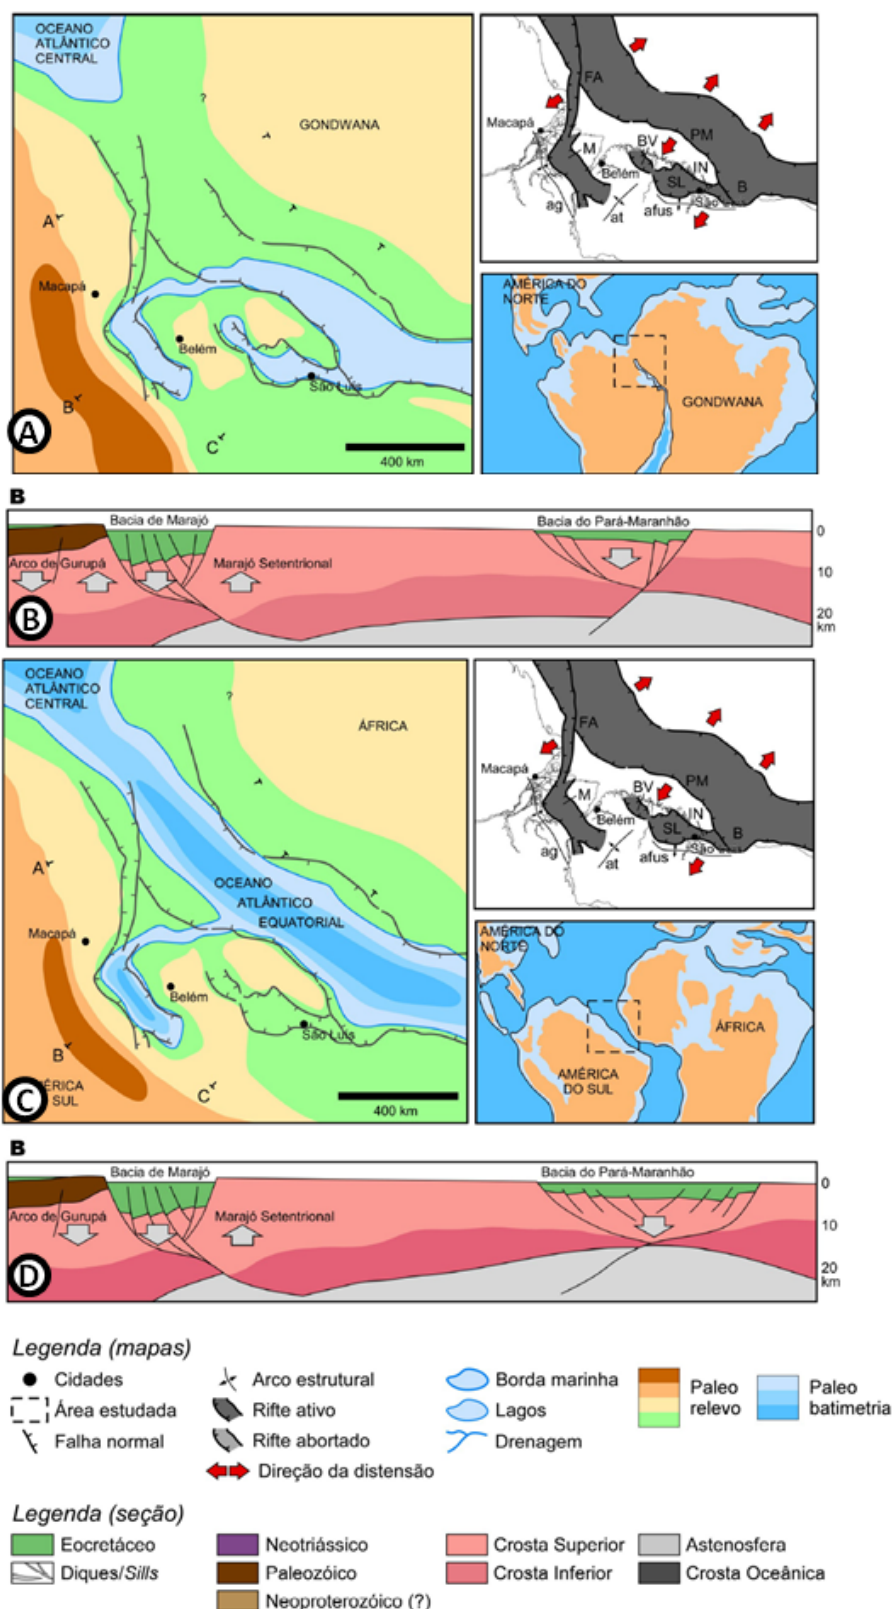 OCEANO
ATLÂNTICO
CENTRAL
?
GONDWANA
A
Macapá
Belém
São Luís
B
C
400 km
A
FA
Macapá
M
BV
PM
Belém
IN
SL
B
São
ag
at
afus
AMÉRICA DO
NORTE
GONDWANA
B
Bacia de Marajó
Bacia do Pará-Maranhão
0
Arco de Gurupá
Marajó Setentrional
10
20
km
B
OCEANO
ATLÂNTICO
CENTRAL
?
ÁFRICA
A
OCEANO
ATLÂNTICO
EQUATORIAL
Macapá
Belém
São Luís
B
ÉRICA
SUL
C
400 km
C
FA
Macapá
M
BV
PM
Belém
IN
SL
B
São
ag
at
afus
AMÉRICA DO
NORTE
ÁFRICA
AMÉRICA
DO SUL
B
Bacia de Marajó
Bacia do Pará-Maranhão
0
Arco de Gurupá
Marajó Setentrional
10
20
km
D
Legenda (mapas)
Cidades
Arco estrutural
Borda marinha
Paleo
relevo
Paleo
batimetria
Área estudada
Rifte ativo
Lagos
Falha normal
Rifte abortado
Drenagem
Direção da distensão
Legenda (seção)
Eocretáceo
Neotriássico
Crosta Superior
Astenosfera
Diques/Sills
Paleozóico
Crosta Inferior
Crosta Oceânica
Neoproterozóico (?)